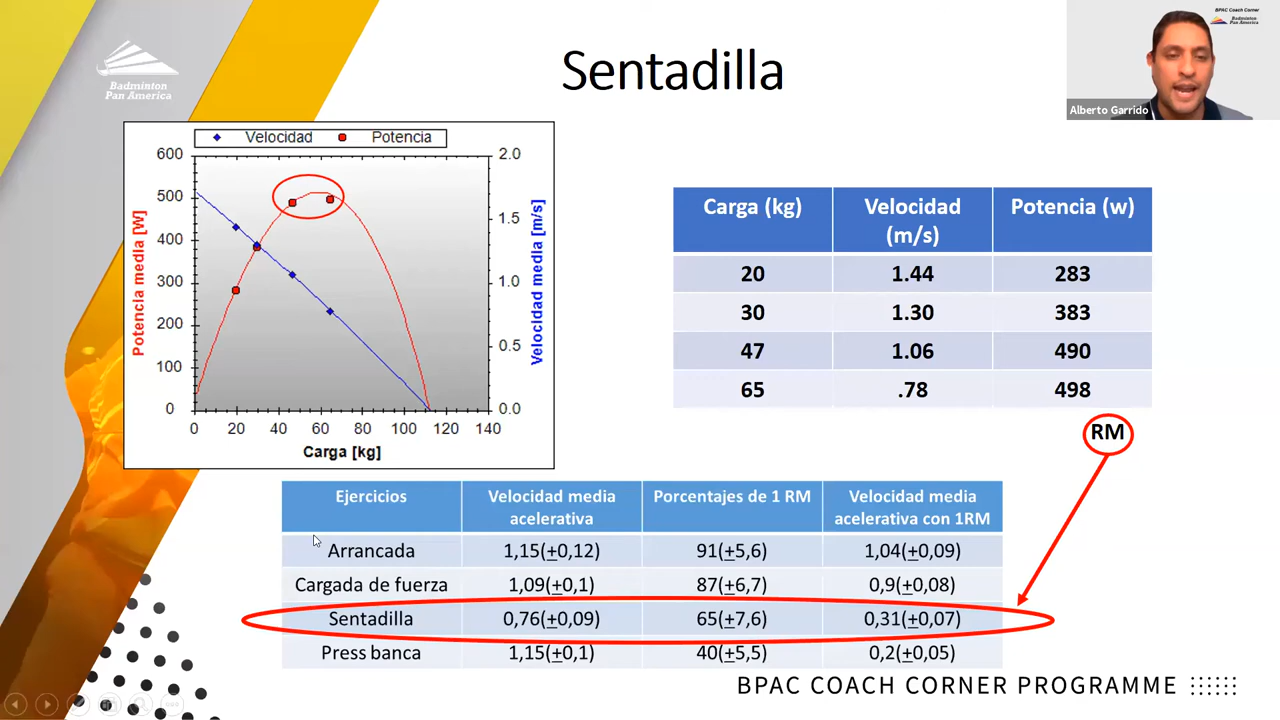 BPAC Coach Corner
Badminton
Pan America
Alberto Garrido
Badminton
Pan America
Sentadilla
Velocidad Potencia
600 2.0
500
1.5
400
300 1.0
200
0.5
100
0 0.0
0 20 40 60 80 100 120 140
Potencia media [W]
Velocidad media [m/s]
Carga [kg]
Carga (kg) Velocidad (m/s) Potencia (w)
20 1.44 283
30 1.30 383
47 1.06 490
65 .78 498
RM
Ejercicios Velocidad media acelerativa Porcentajes de 1 RM Velocidad media acelerativa con 1RM
Arrancada 1,15(±0,12) 91(±5,6) 1,04(±0,09)
Cargada de fuerza 1,09(±0,1) 87(±6,7) 0,9(±0,08)
Sentadilla 0,76(±0,09) 65(±7,6) 0,31(±0,07)
Press banca 1,15(±0,1) 40(±5,5) 0,2(±0,05)
BPAC COACH CORNER PROGRAMME